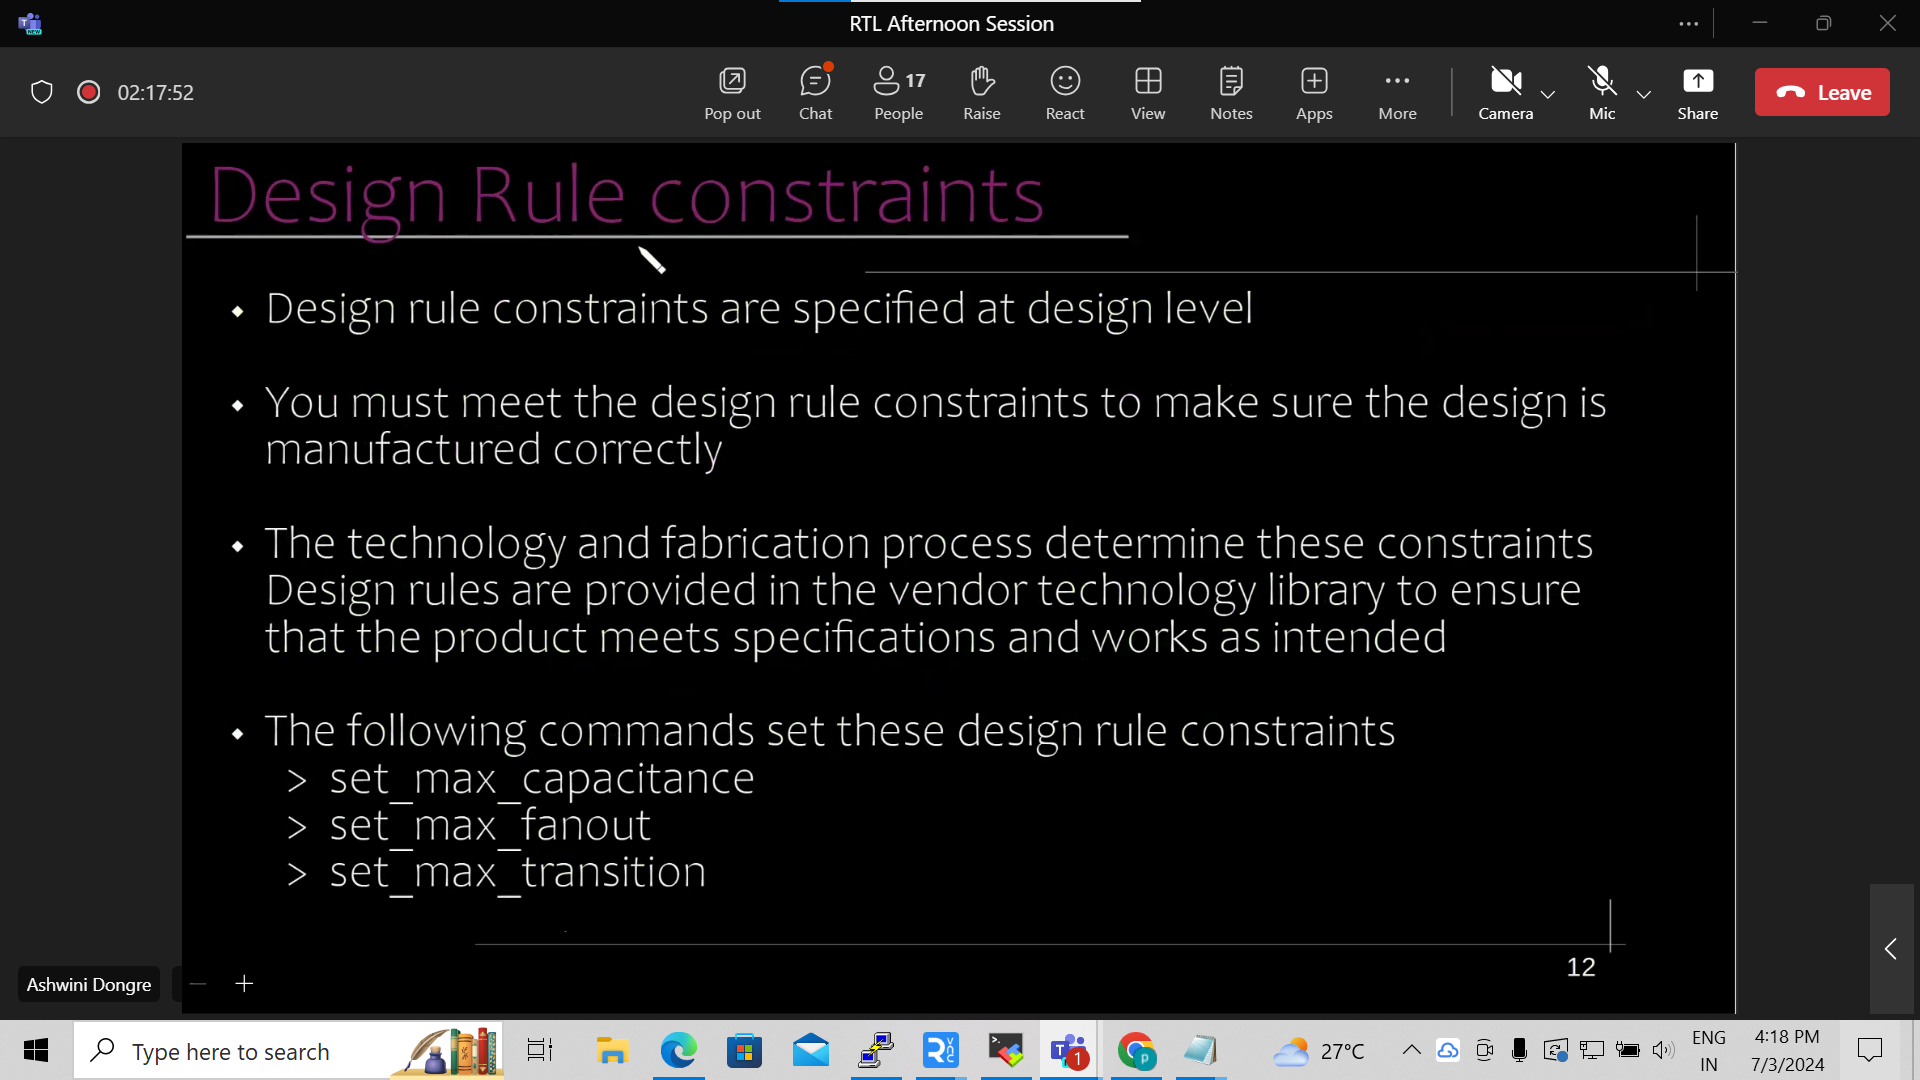 RTL Afternoon Session
02:17:52
Pop out
Chat
17
People
Raise
React
View
Notes
Apps
More
Camera
Mic
Share
Leave
Design Rule constraints
Design rule constraints are specified at design level
You must meet the design rule constraints to make sure the design is
manufactured correctly
The technology and fabrication process determine these constraints
Design rules are provided in the vendor technology library to ensure
that the product meets specifications and works as intended
The following commands set these design rule constraints
> set_max_capacitance
> set_max_fanout
> set_max_transition
12
Ashwini Dongre
Type here to search
1
27°C
ENG
IN
4:18 PM
7/3/2024